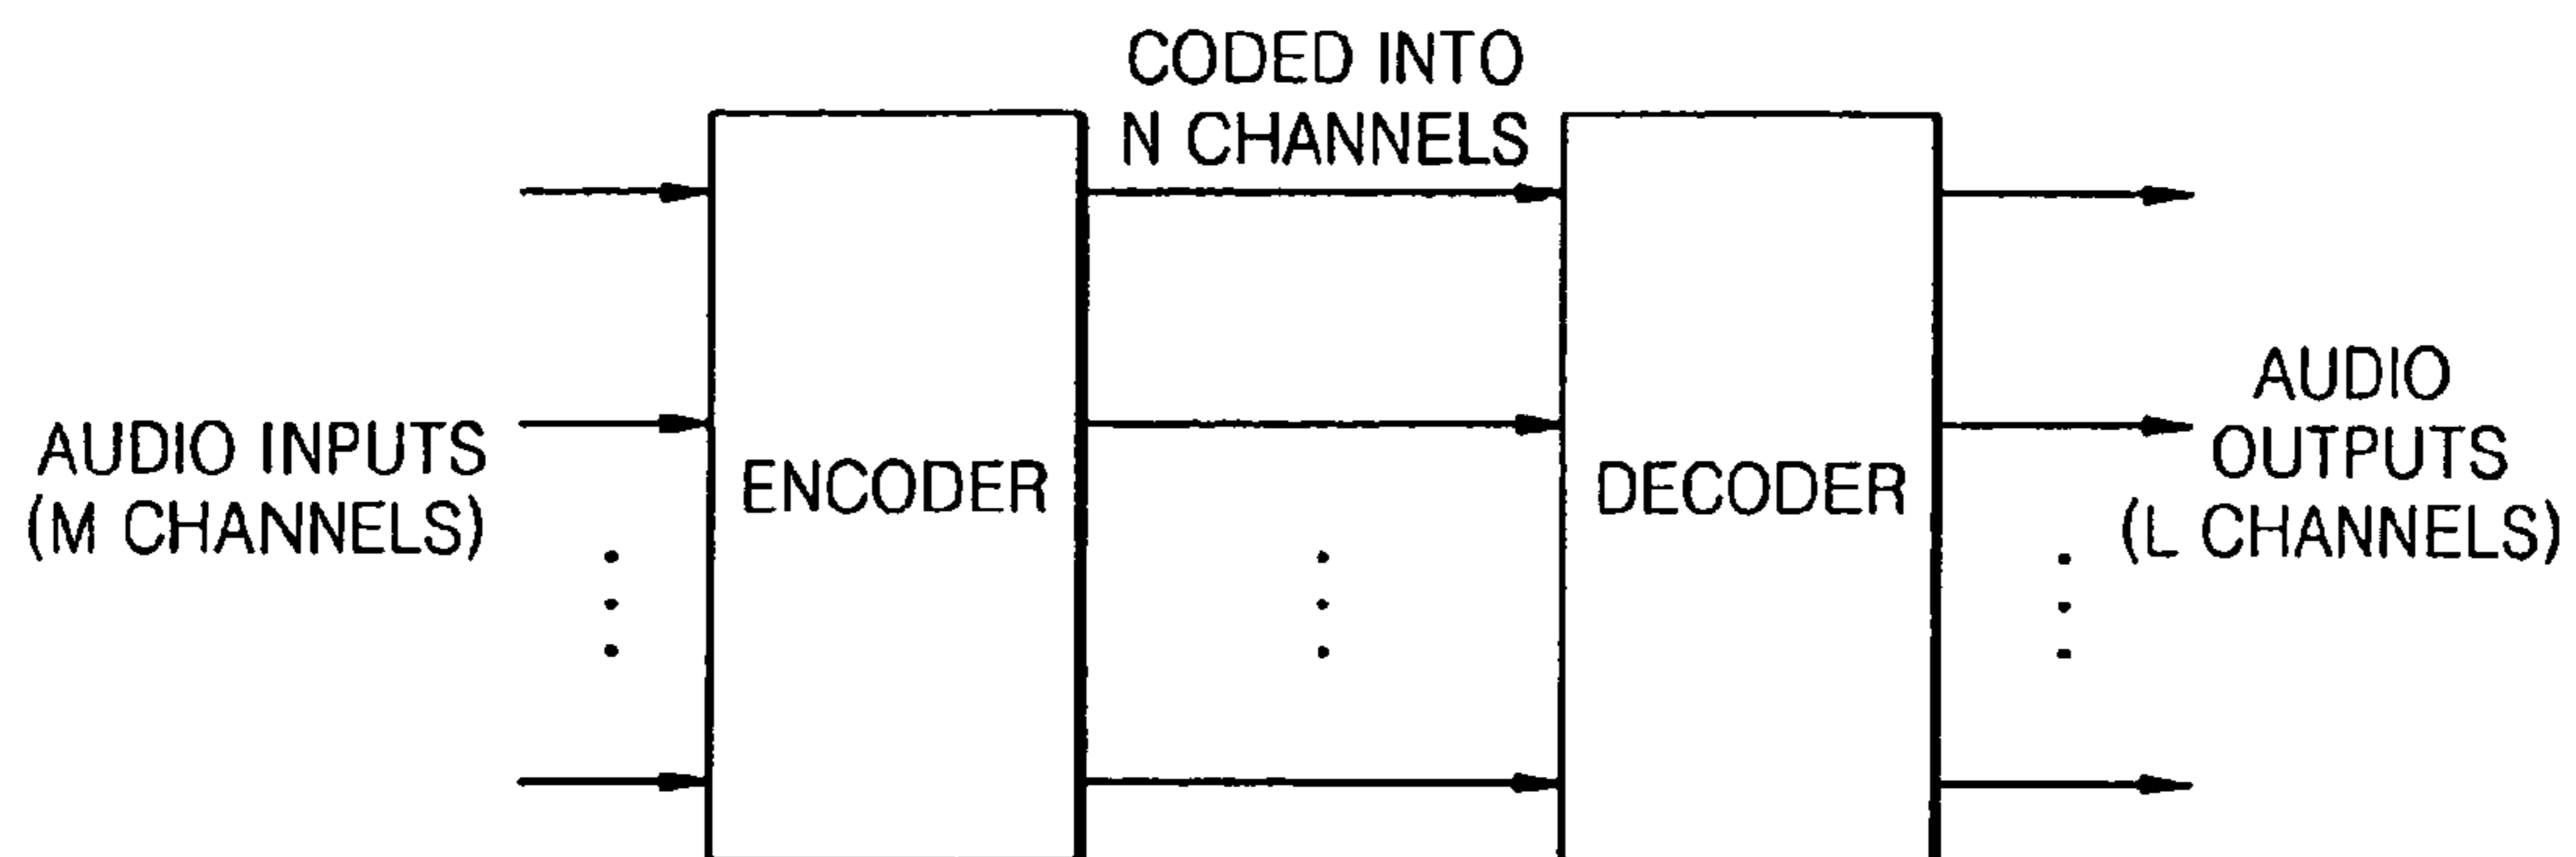 CODED INTO
N CHANNELS
AUDIO INPUTS
(M CHANNELS)
ENCODER
DECODER
AUDIO
OUTPUTS
(L CHANNELS)